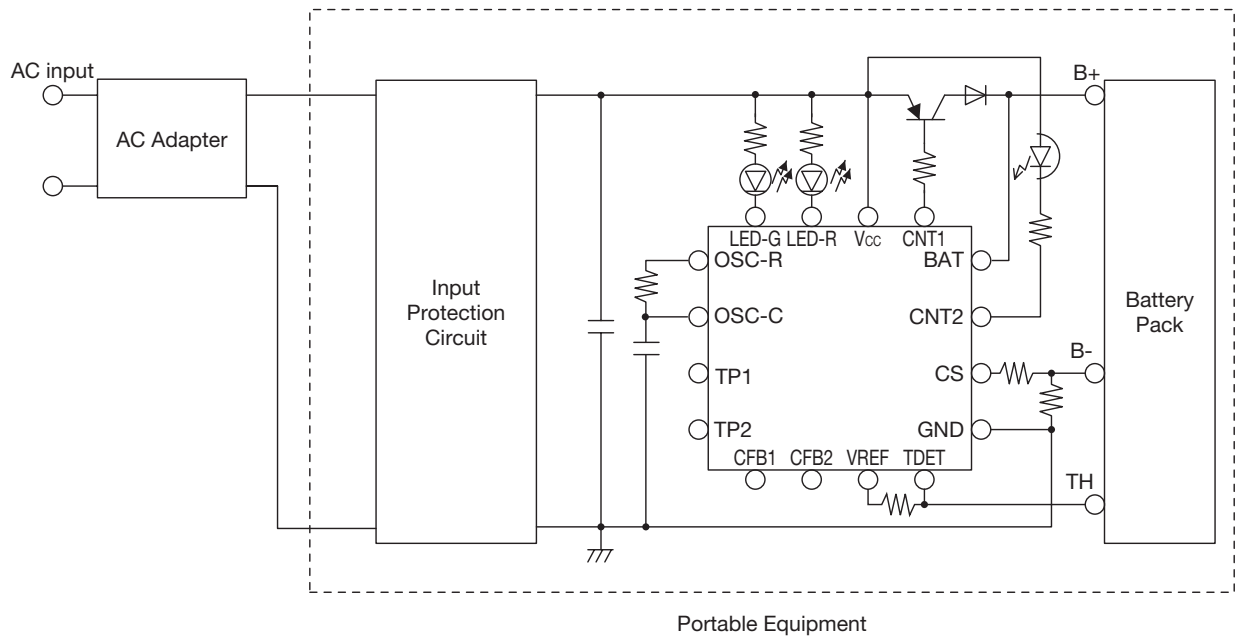 AC input
AC Adapter
Input
Protection
Circuit
B+
LED-G
LED-R
Vcc
CNT1
OSC-R
BAT
OSC-C
CNT2
Battery
Pack
TP1
CS
B-
TP2
GND
CFB1
CFB2
VREF
TDET
TH
Portable Equipment